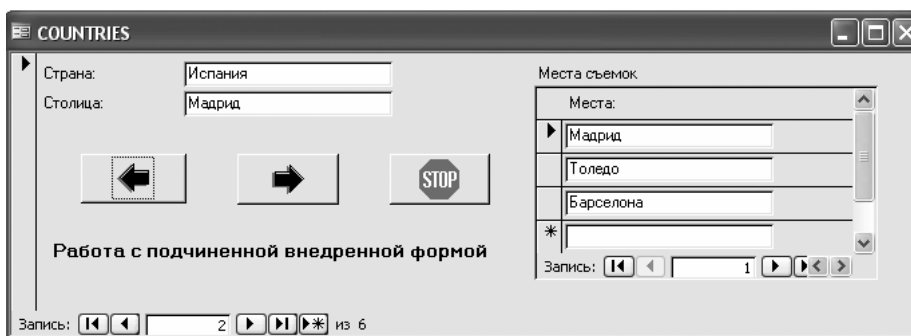 COUNTRIES
Страна: Испания
Столица: Мадрид
STOP
Работа с подчиненной внедренной формой
Места съемок
Места:
Мадрид
Толедо
Барселона
Запись: 1
Запись: 2 из 6